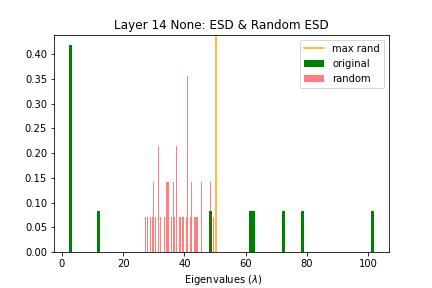 Layer 14 None: ESD & Random ESD
max rand
original
random
0.40
0.35
0.30
0.25
0.20
0.15
0.10
0.05
0.00
0 20 40 60 80 100
Eigenvalues (λ)